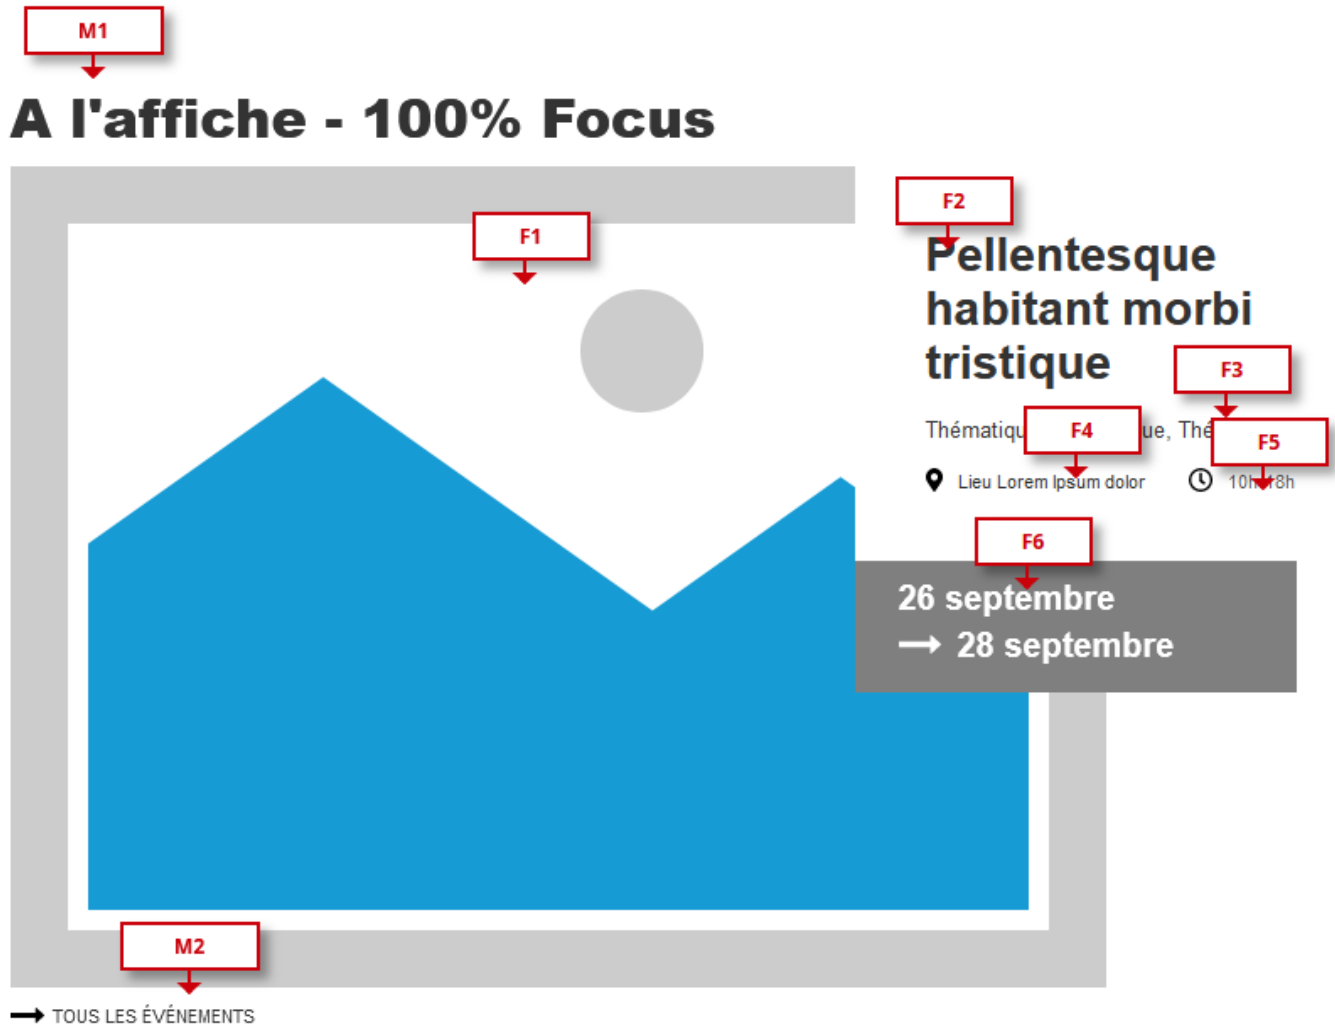 M1
A l'affiche - 100% Focus
F1
F2
Pellentesque
habitant morbi
tristique
F3
F4
F5
Lieu Lorem Ipsum dolor
F6
26 septembre
→ 28 septembre
M2
→ TOUS LES ÉVÉNEMENTS